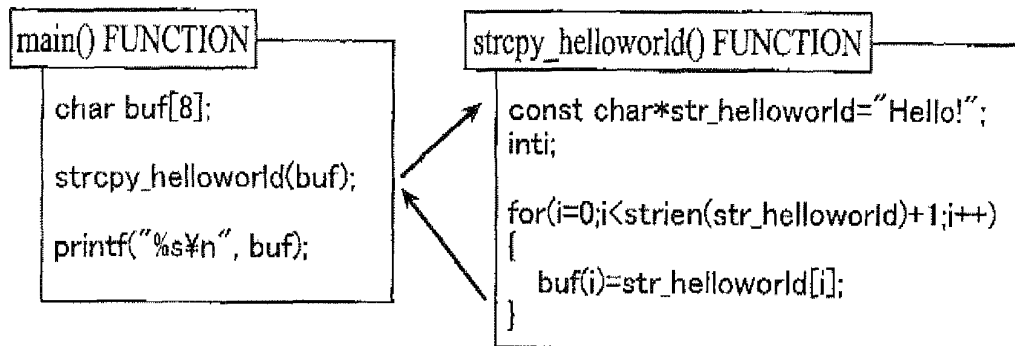 main() FUNCTION
char buf[8];
strcpy_helloworld(buf);
printf("%s¥n", buf);
strcpy_helloworld() FUNCTION
const char*str_helloworld="Hello!";
inti;
for(i=0;i<strien(str_helloworld)+1;i++)
{
buf(i)=str_helloworld[i];
}